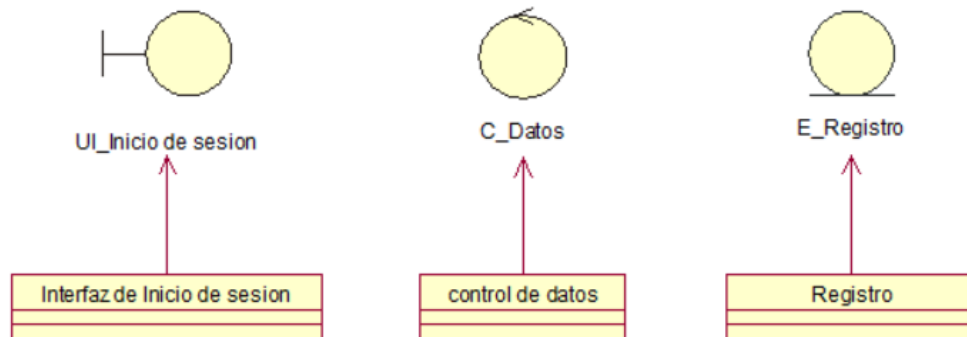 UI_Inicio de sesion
C_Datos
E_Registro
Interfaz de Inicio de sesion
control de datos
Registro